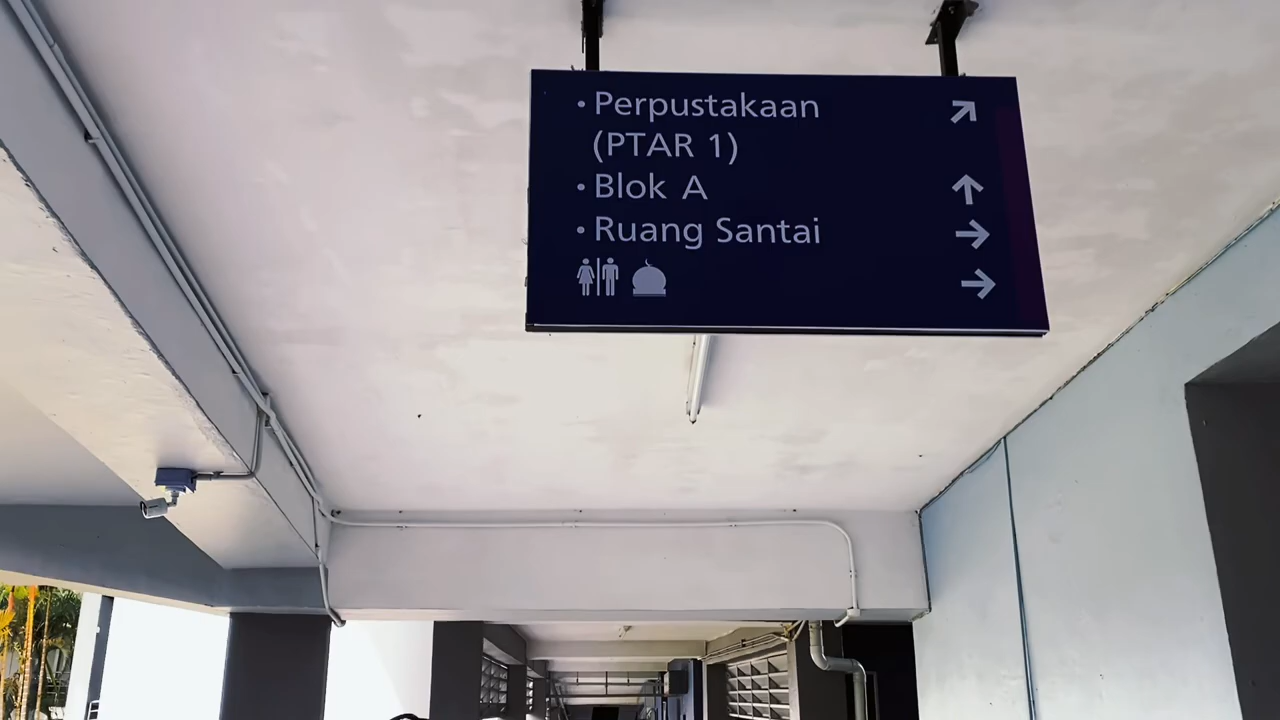 • Perpustakaan
(PTAR 1)
• Blok A
• Ruang Santai